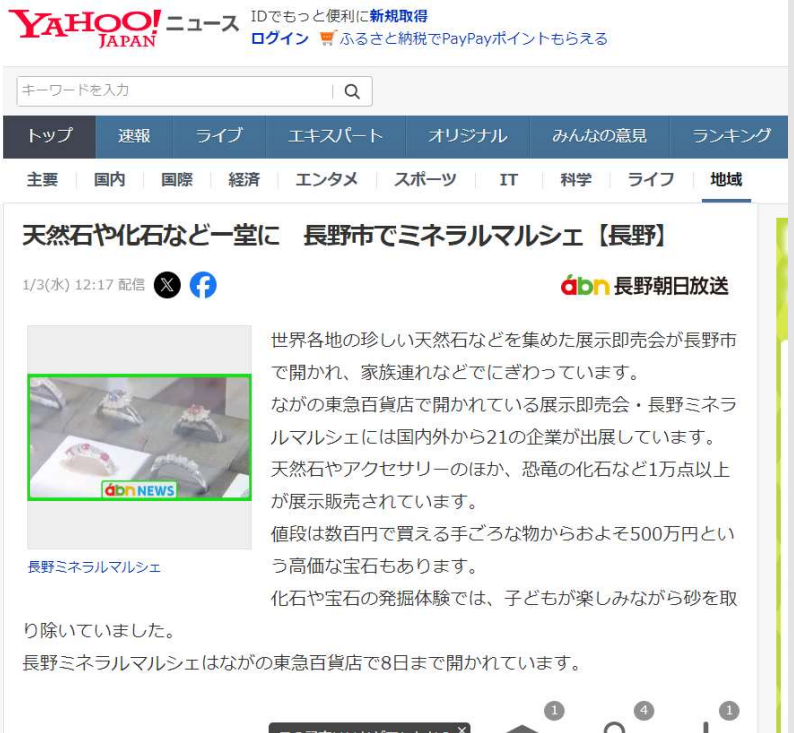 YAHOO! JAPAN ニュース
IDでもっと便利に新規取得
ログイン ふるさと納税でPayPayポイントもらえる
キーワードを入力
トップ 速報 ライブ エキスパート オリジナル みんなの意見 ランキング
主要 国内 国際 経済 エンタメ スポーツ IT 科学 ライフ 地域
天然石や化石など一堂に　長野市でミネラルマルシェ【長野】
1/3(水) 12:17 配信
abn 長野朝日放送
世界各地の珍しい天然石などを集めた展示即売会が長野市
で開かれ、家族連れなどでにぎわっています。
ながの東急百貨店で開かれている展示即売会・長野ミネラ
ルマルシェには国内外から21の企業が出展しています。
天然石やアクセサリーのほか、恐竜の化石など1万点以上
が展示販売されています。
値段は数百円で買える手ごろな物からおよそ500万円とい
う高価な宝石もあります。
化石や宝石の発掘体験では、子どもが楽しみながら砂を取
り除いていました。
長野ミネラルマルシェはながの東急百貨店で8日まで開かれています。
abn NEWS
長野ミネラルマルシェ
1 4 1